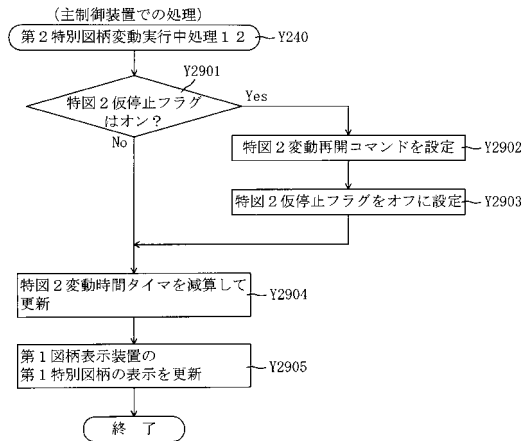 (主制御装置での処理)
第2特別図柄変動実行中処理12
Y240
Y2901
特図2仮停止フラグ
はオン?
Yes
No
特図2変動再開コマンドを設定
Y2902
特図2仮停止フラグをオフに設定
Y2903
特図2変動時間タイマを減算して
更新
Y2904
第1図柄表示装置の
第1特別図柄の表示を更新
Y2905
終 了